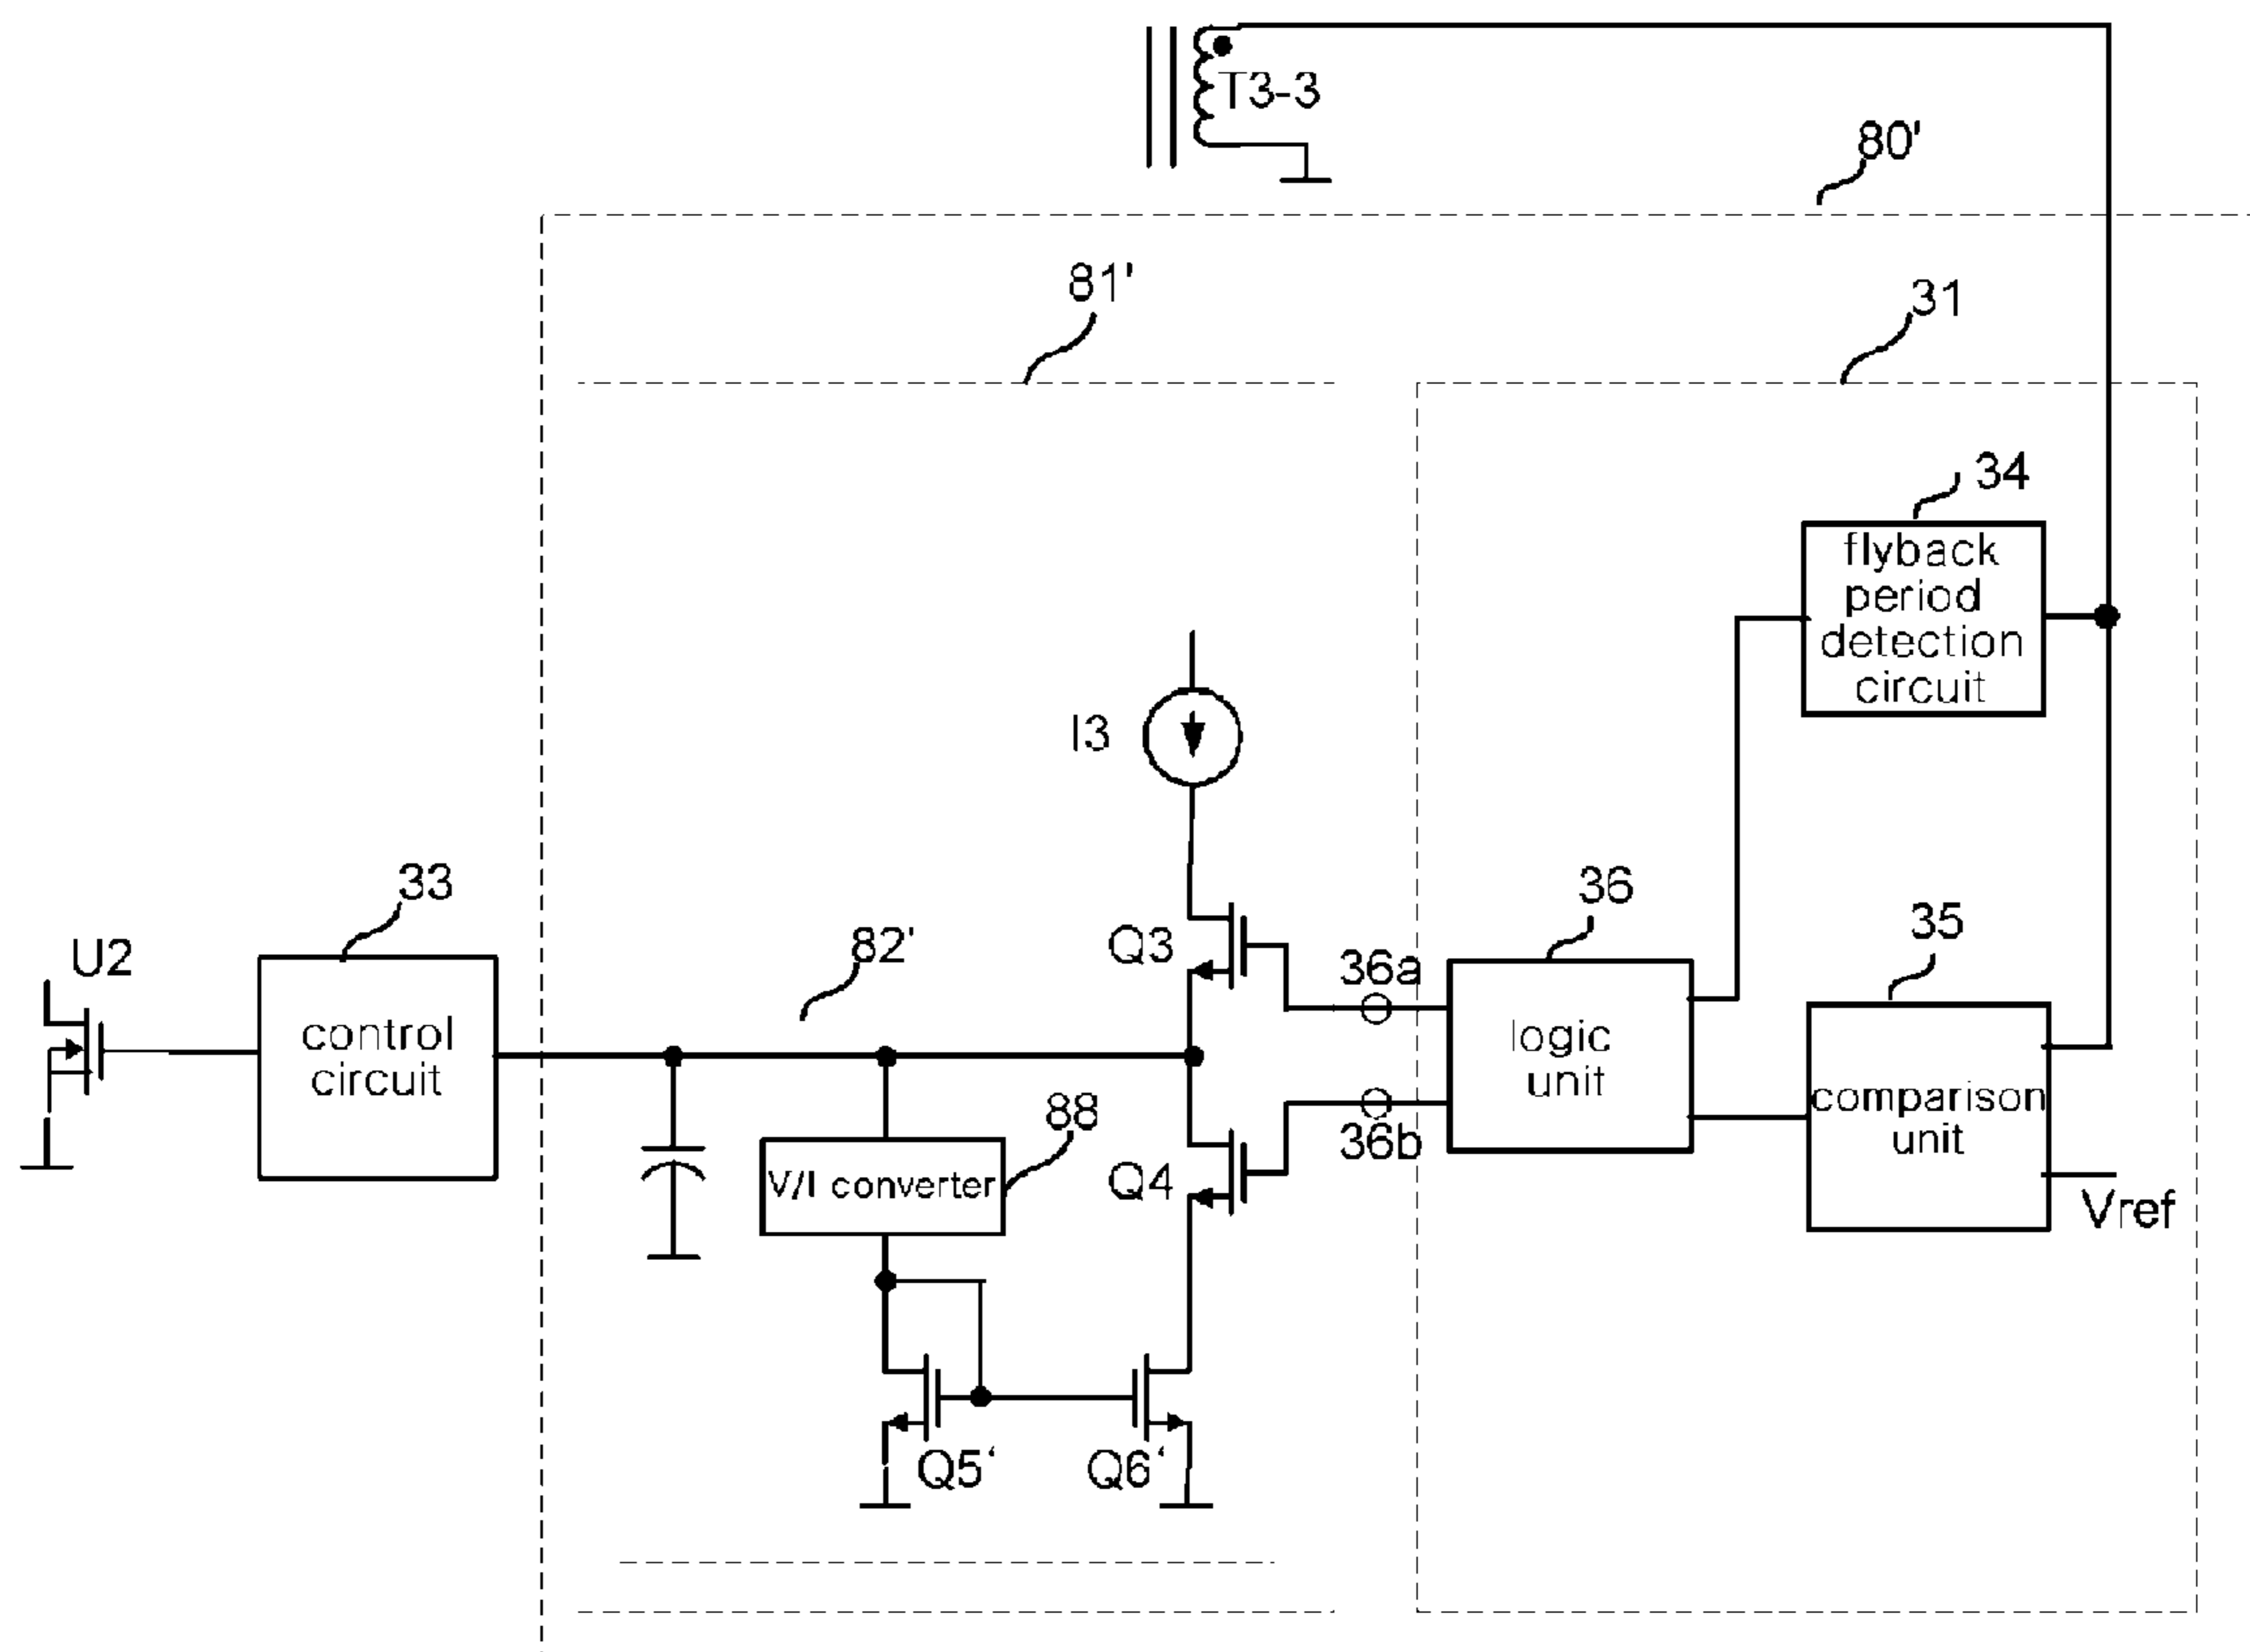 T3-3
80'
81'
31
34
flyback
period
detection
circuit
I3
33
36
U2
82'
Q3
36a
35
control
circuit
logic
unit
88
36b
comparison
unit
V/I converter
Q4
Vref
Q5‘
Q6‘